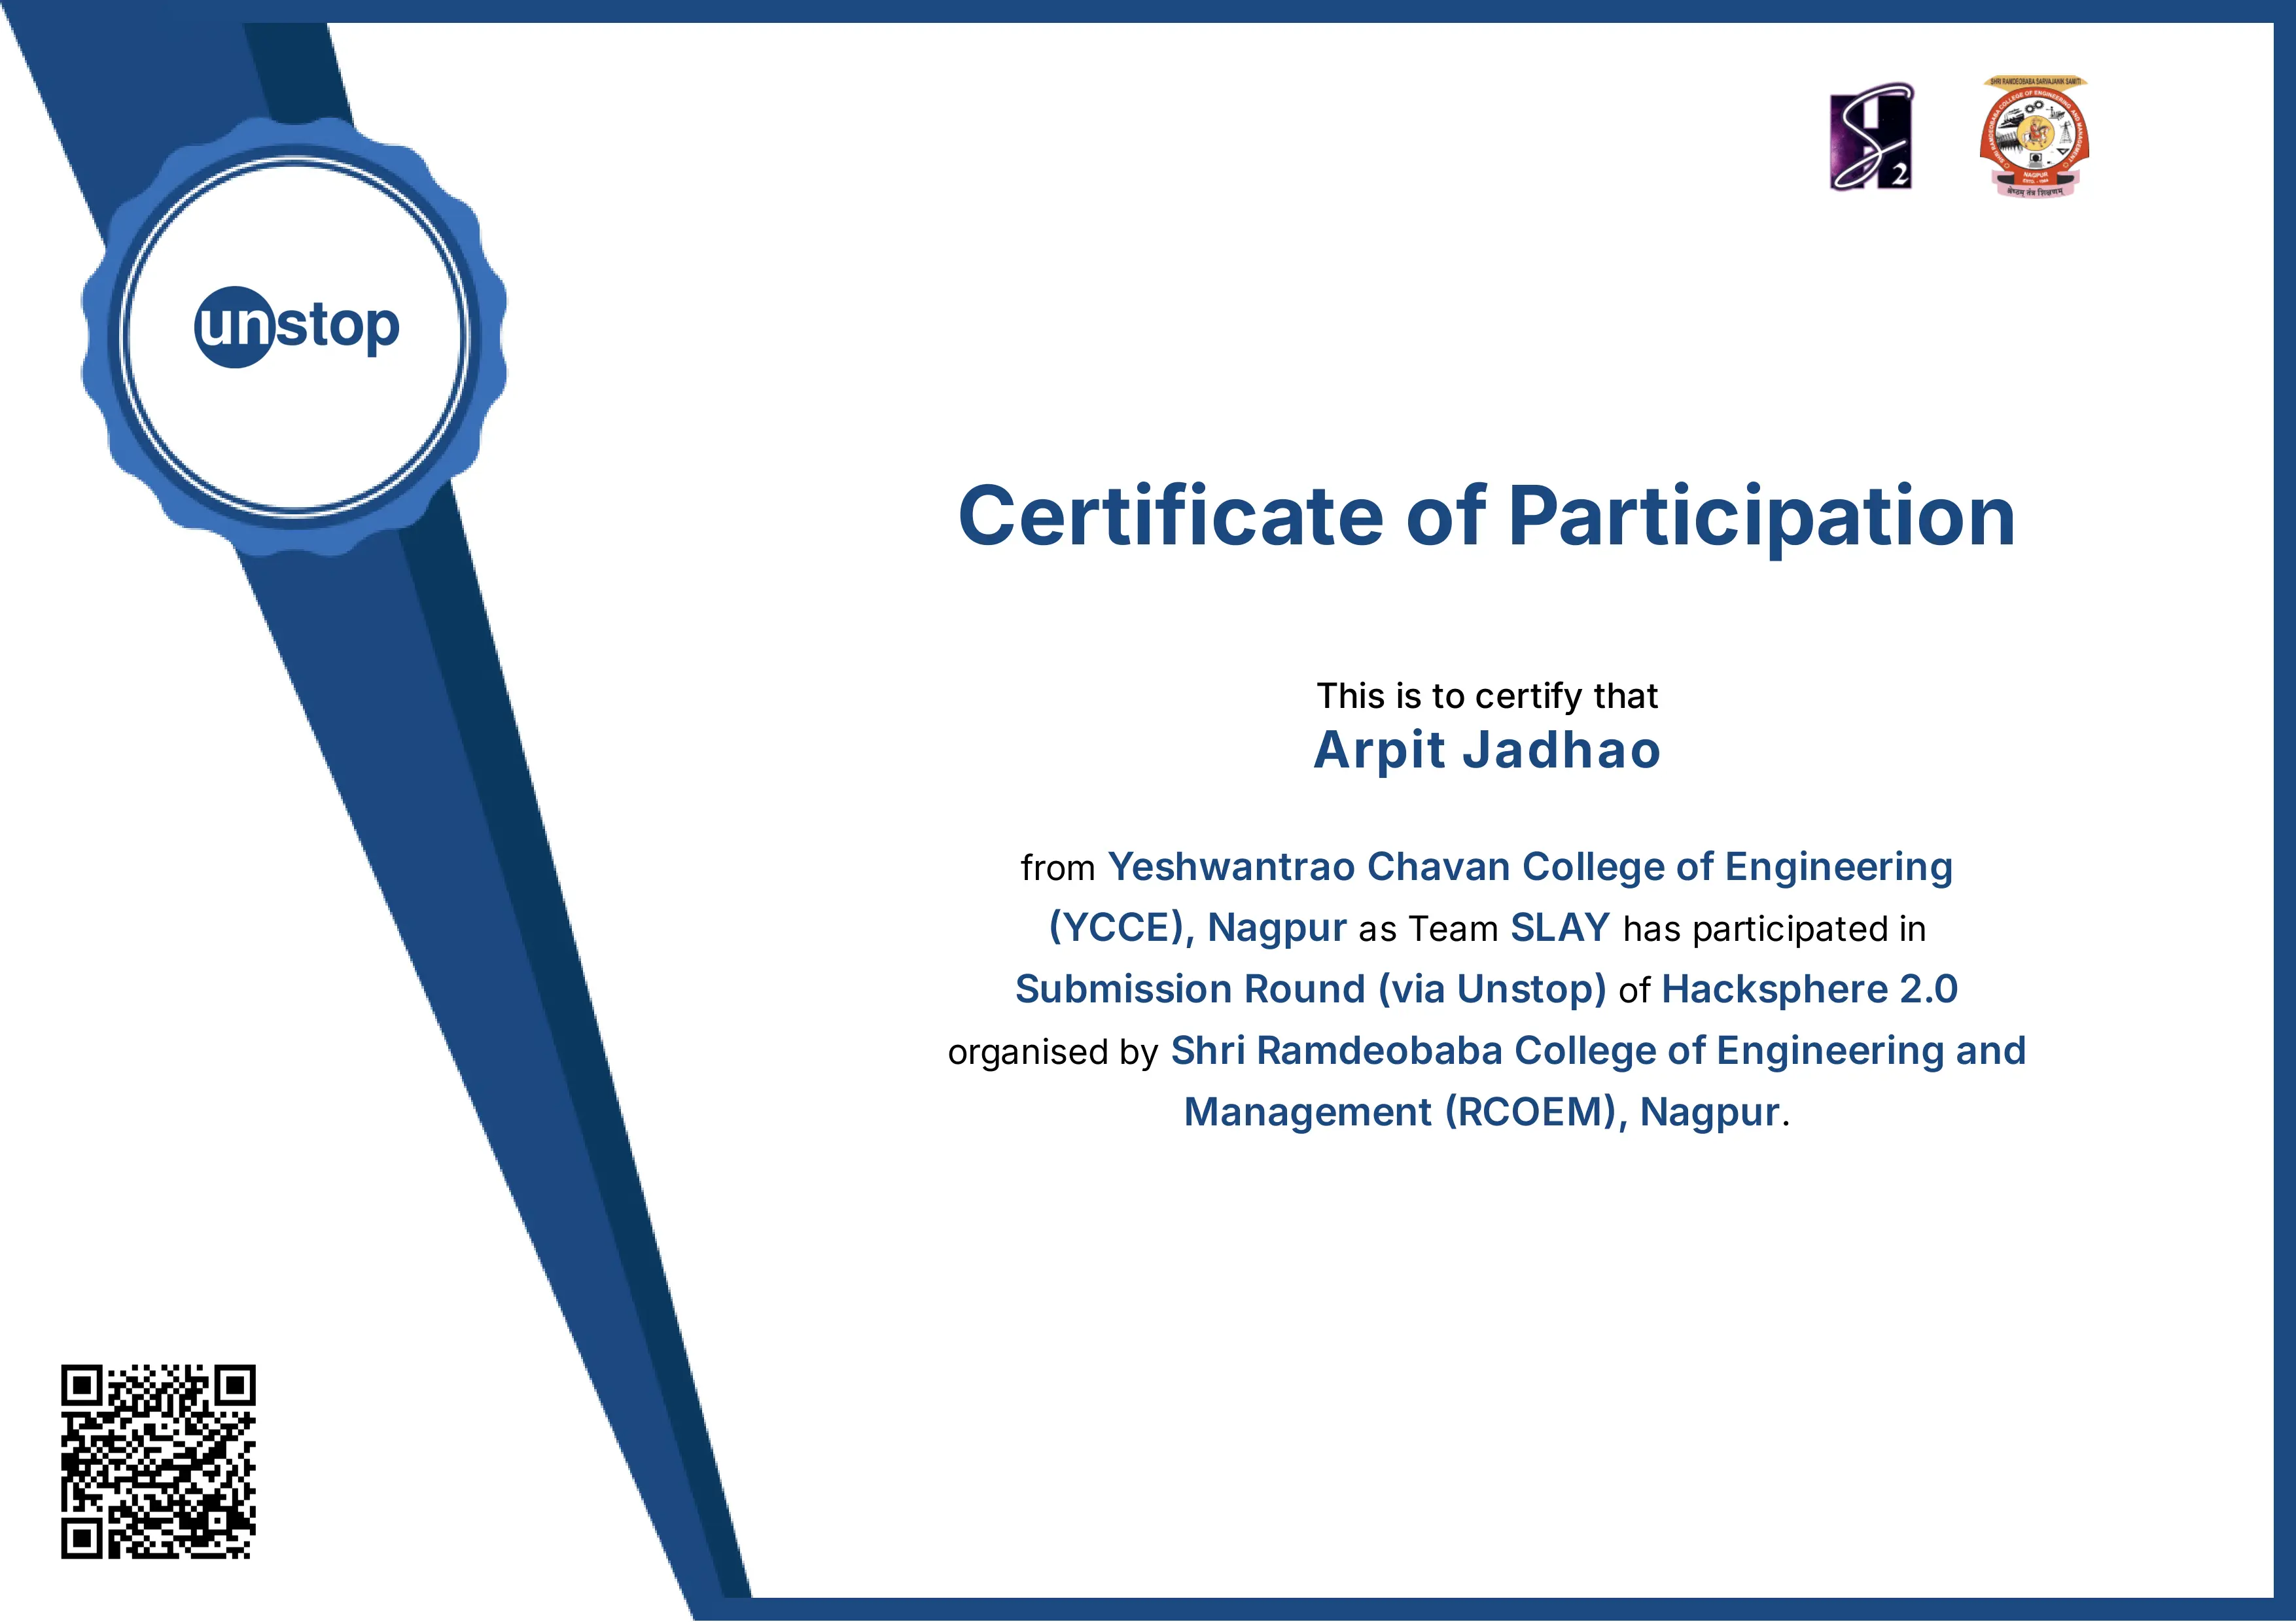 SHRI RAMDEOBABA SARVAJANIK SAMITI
SHRI RAMDEOBABA COLLEGE OF ENGINEERING AND MANAGEMENT
2
NAGPUR
unstop
Certificate of Participation
This is to certify that
Arpit Jadhao
from Yeshwantrao Chavan College of Engineering
(YCCE), Nagpur as Team SLAY has participated in
Submission Round (via Unstop) of Hacksphere 2.0
organised by Shri Ramdeobaba College of Engineering and
Management (RCOEM), Nagpur.